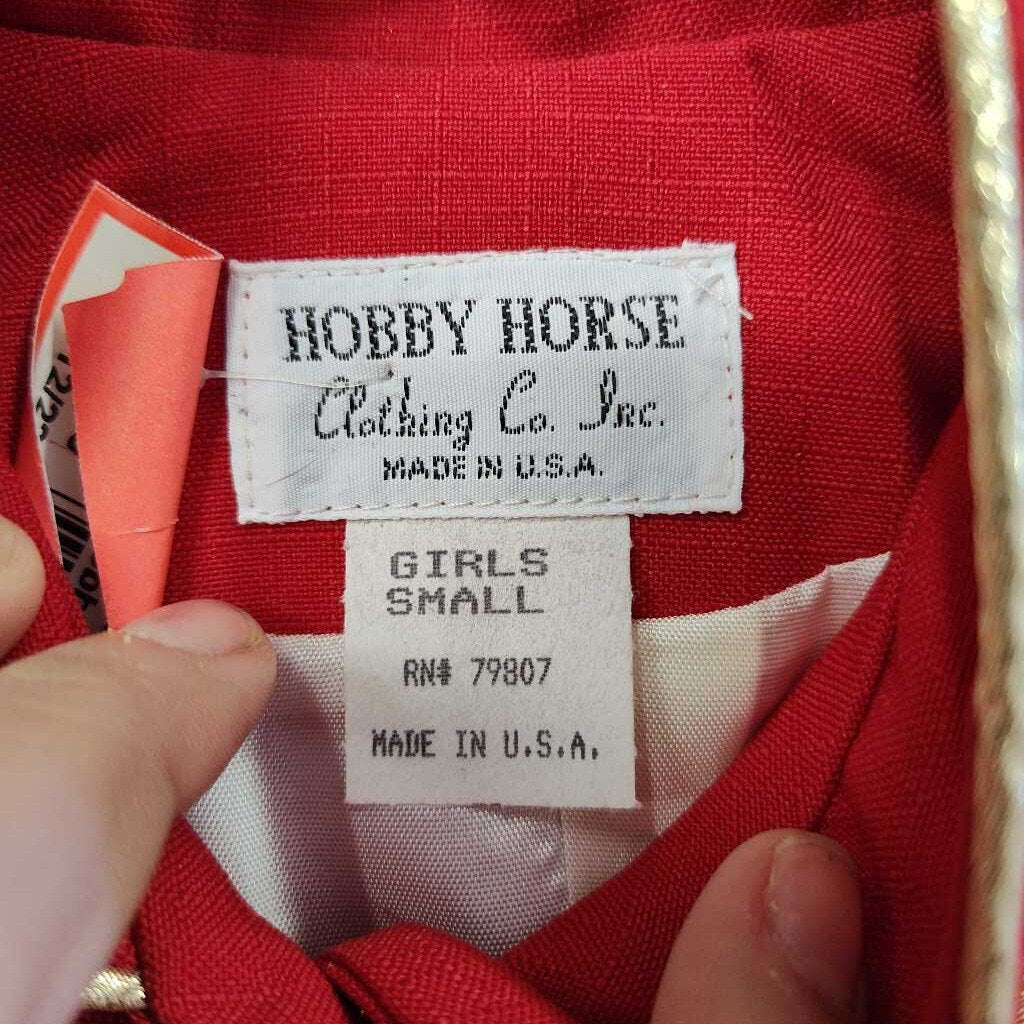 HOBBY HORSE
Clothing Co. Inc.
MADE IN U.S.A.
GIRLS
SMALL
RN# 79807
MADE IN U.S.A.